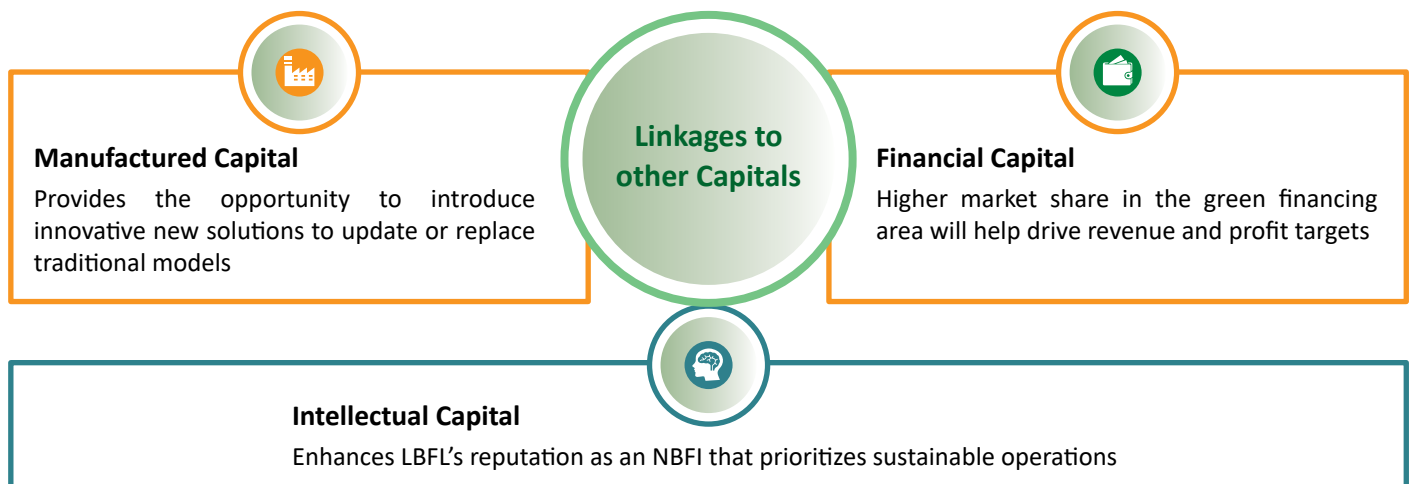 Linkages to
other Capitals
Manufactured Capital
Provides the opportunity to introduce
innovative new solutions to update or replace
traditional models
Financial Capital
Higher market share in the green financing
area will help drive revenue and profit targets
Intellectual Capital
Enhances LBFL’s reputation as an NBFI that prioritizes sustainable operations